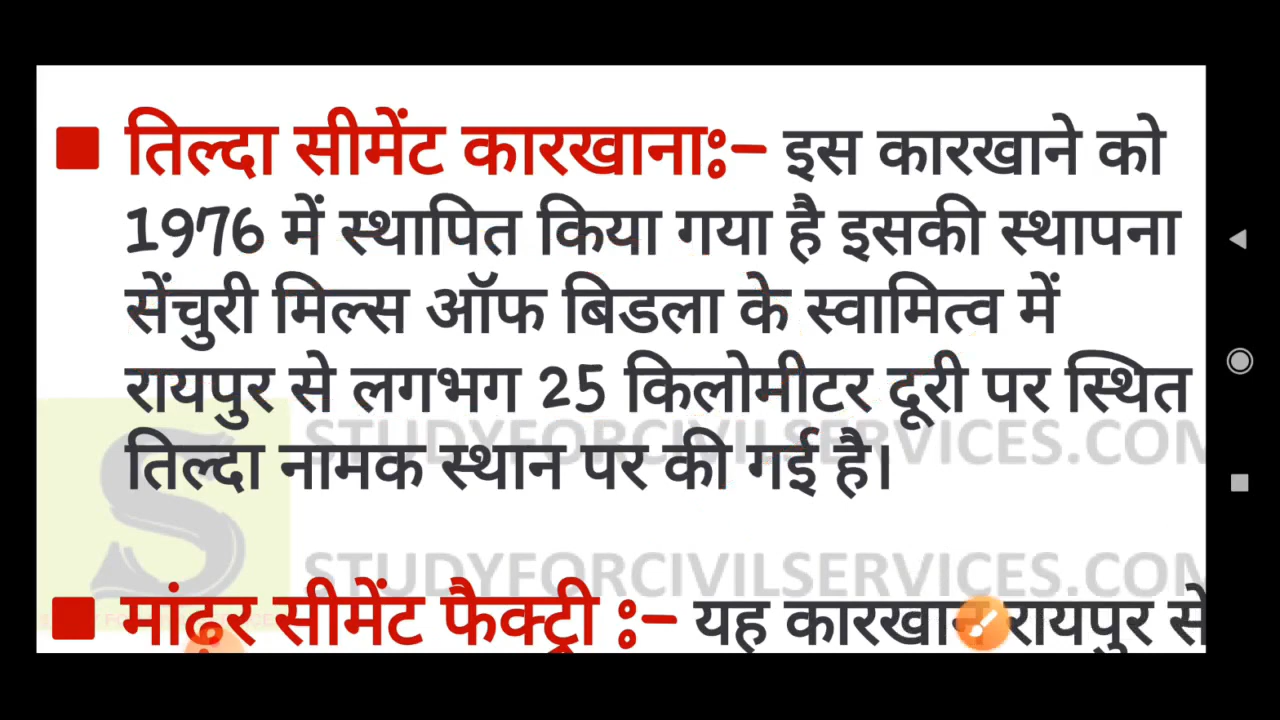 ■ तिल्दा सीमेंट कारखाना:- इस कारखाने को
1976 में स्थापित किया गया है इसकी स्थापना
सेंचुरी मिल्स ऑफ बिडला के स्वामित्व में
रायपुर से लगभग 25 किलोमीटर दूरी पर स्थित
STUDYFORCIVILSERVICES.COM
तिल्दा नामक स्थान पर की गई है।
STUDYFORCIVILSERVICES.COM
■ मांढ़र सीमेंट फैक्ट्री :- यह कारखाना रायपुर से